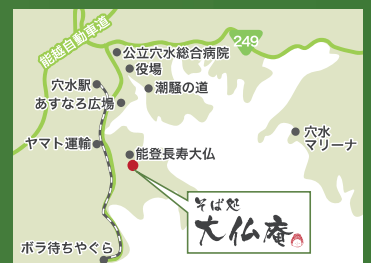 能越自動車道
249
公立穴水総合病院
役場
穴水駅
潮騒の道
あすなろ広場
穴水
マリーナ
ヤマト運輸
能登長寿大仏
そば処
大仏庵
ボラ待ちやぐら